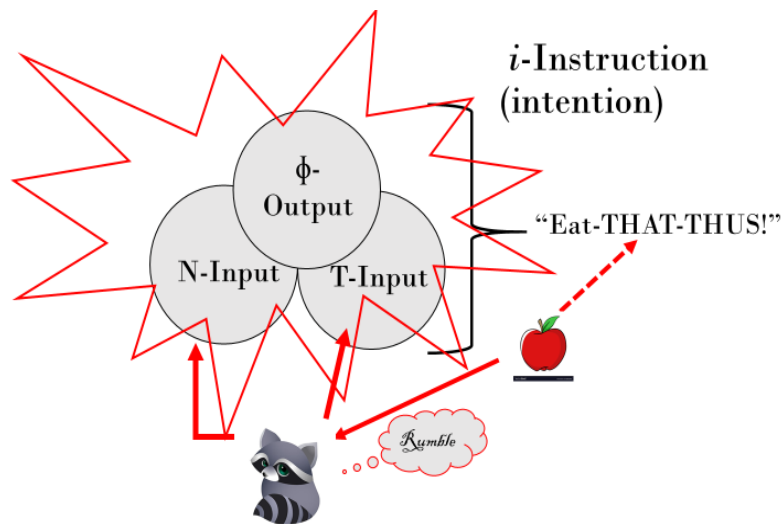 i-Instruction
(intention)
ϕ-
Output
N-Input
T-Input
“Eat-THAT-THUS!”
Rumble